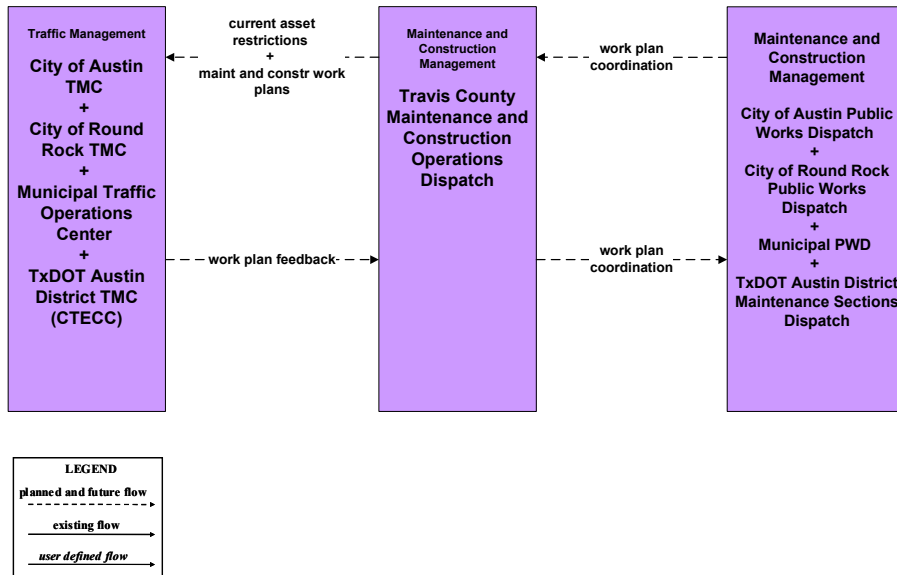 Traffic Management
City of Austin
TMC
+
City of Round
Rock TMC
+
Municipal Traffic
Operations
Center
+
TxDOT Austin
District TMC
(CTECC)
current asset
restrictions
+
maint and constr work
plans
work plan feedback
Maintenance and
Construction
Management
Travis County
Maintenance and
Construction
Operations
Dispatch
work plan
coordination
work plan
coordination
Maintenance and
Construction
Management
City of Austin Public
Works Dispatch
+
City of Round Rock
Public Works
Dispatch
+
Municipal PWD
+
TxDOT Austin District
Maintenance Sections
Dispatch
LEGEND
planned and future flow
existing flow
user defined flow